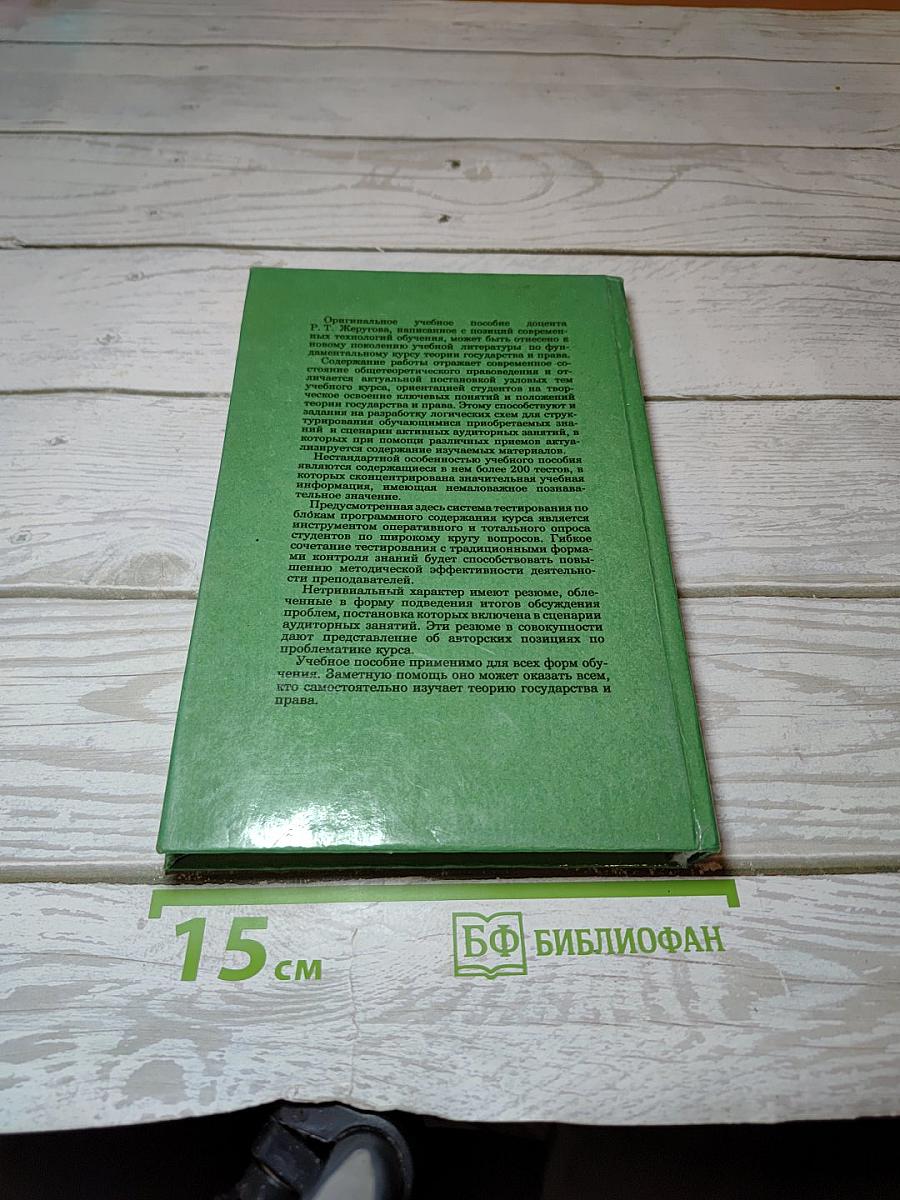 Оригинальное учебное пособие доцента
Р. Т. Жеругова, написанное с позиций современ-
ных технологий обучения, может быть отнесено к
новому поколению учебной литературы по фун-
даментальному курсу теории государства и права.
Содержание работы отражает современное со-
стояние общетеоретического правоведения и от-
личается актуальной постановкой узловых тем
учебного курса, ориентацией студентов на твор-
ческое освоение ключевых понятий и положений
теории государства и права. Этому способствуют и
задания на разработку логических схем для струк-
турирования обучающимися приобретаемых зна-
ний и сценарии активных аудиторных занятий, в
которых при помощи различных приемов актуа-
лизируется содержание изучаемых материалов.
Нестандартной особенностью учебного пособия
являются содержащиеся в нем более 200 тестов, в
которых сконцентрирована значительная учебная
информация, имеющая немаловажное познава-
тельное значение.
Предусмотренная здесь система тестирования по
блокам программного содержания курса является
инструментом оперативного и тотального опроса
студентов по широкому кругу вопросов. Гибкое
сочетание тестирования с традиционными форма-
ми контроля знаний будет способствовать повы-
шению методической эффективности деятельно-
сти преподавателей.
Нетривиальный характер имеют резюме, обле-
ченные в форму подведения итогов обсуждения
проблем, постановка которых включена в сценарии
аудиторных занятий. Эти резюме в совокупности
дают представление об авторских позициях по
проблематике курса.
Учебное пособие применимо для всех форм обу-
чения. Заметную помощь оно может оказать всем,
кто самостоятельно изучает теорию государства и
права.
15 см
БФ БИБЛИОФАН